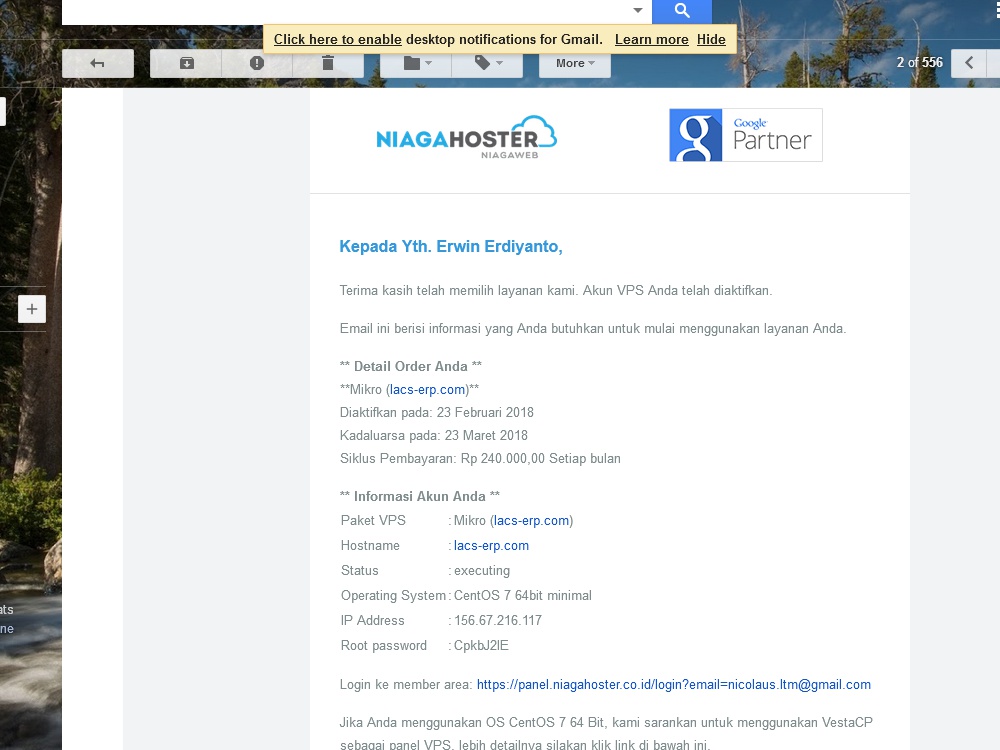 Click here to enable desktop notifications for Gmail. Learn more Hide
More
2 of 556
NIAGAHOSTER
NIAGAWEB
g Google Partner
Kepada Yth. Erwin Erdiyanto,
Terima kasih telah memilih layanan kami. Akun VPS Anda telah diaktifkan.
Email ini berisi informasi yang Anda butuhkan untuk mulai menggunakan layanan Anda.
** Detail Order Anda **
**Mikro (lacs-erp.com)**
Diaktifkan pada: 23 Februari 2018
Kadaluarsa pada: 23 Maret 2018
Siklus Pembayaran: Rp 240.000,00 Setiap bulan
** Informasi Akun Anda **
Paket VPS : Mikro (lacs-erp.com)
Hostname : lacs-erp.com
Status : executing
Operating System : CentOS 7 64bit minimal
IP Address : 156.67.216.117
Root password : CpkbJ2lE
ats
ne
Login ke member area: https://panel.niagahoster.co.id/login?email=nicolaus.ltm@gmail.com
Jika Anda menggunakan OS CentOS 7 64 Bit, kami sarankan untuk menggunakan VestaCP
sebagai panel VPS, lebih detailnya silakan klik link di bawah ini.